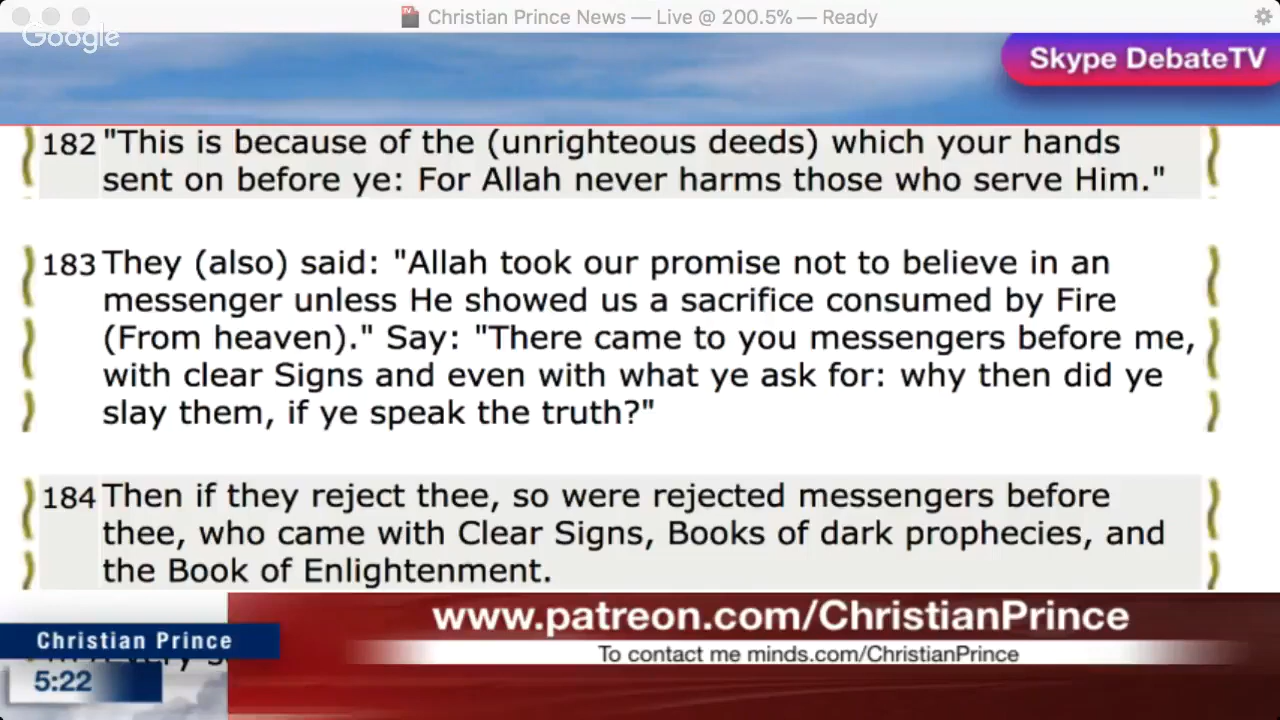 Christian Prince News — Live @ 200.5% — Ready
Google
Skype DebateTV
182 "This is because of the (unrighteous deeds) which your hands
sent on before ye: For Allah never harms those who serve Him."
183 They (also) said: "Allah took our promise not to believe in an
messenger unless He showed us a sacrifice consumed by Fire
(From heaven)." Say: "There came to you messengers before me,
with clear Signs and even with what ye ask for: why then did ye
slay them, if ye speak the truth?"
184 Then if they reject thee, so were rejected messengers before
thee, who came with Clear Signs, Books of dark prophecies, and
the Book of Enlightenment.
www.patreon.com/ChristianPrince
Christian Prince
To contact me minds.com/ChristianPrince
5:22